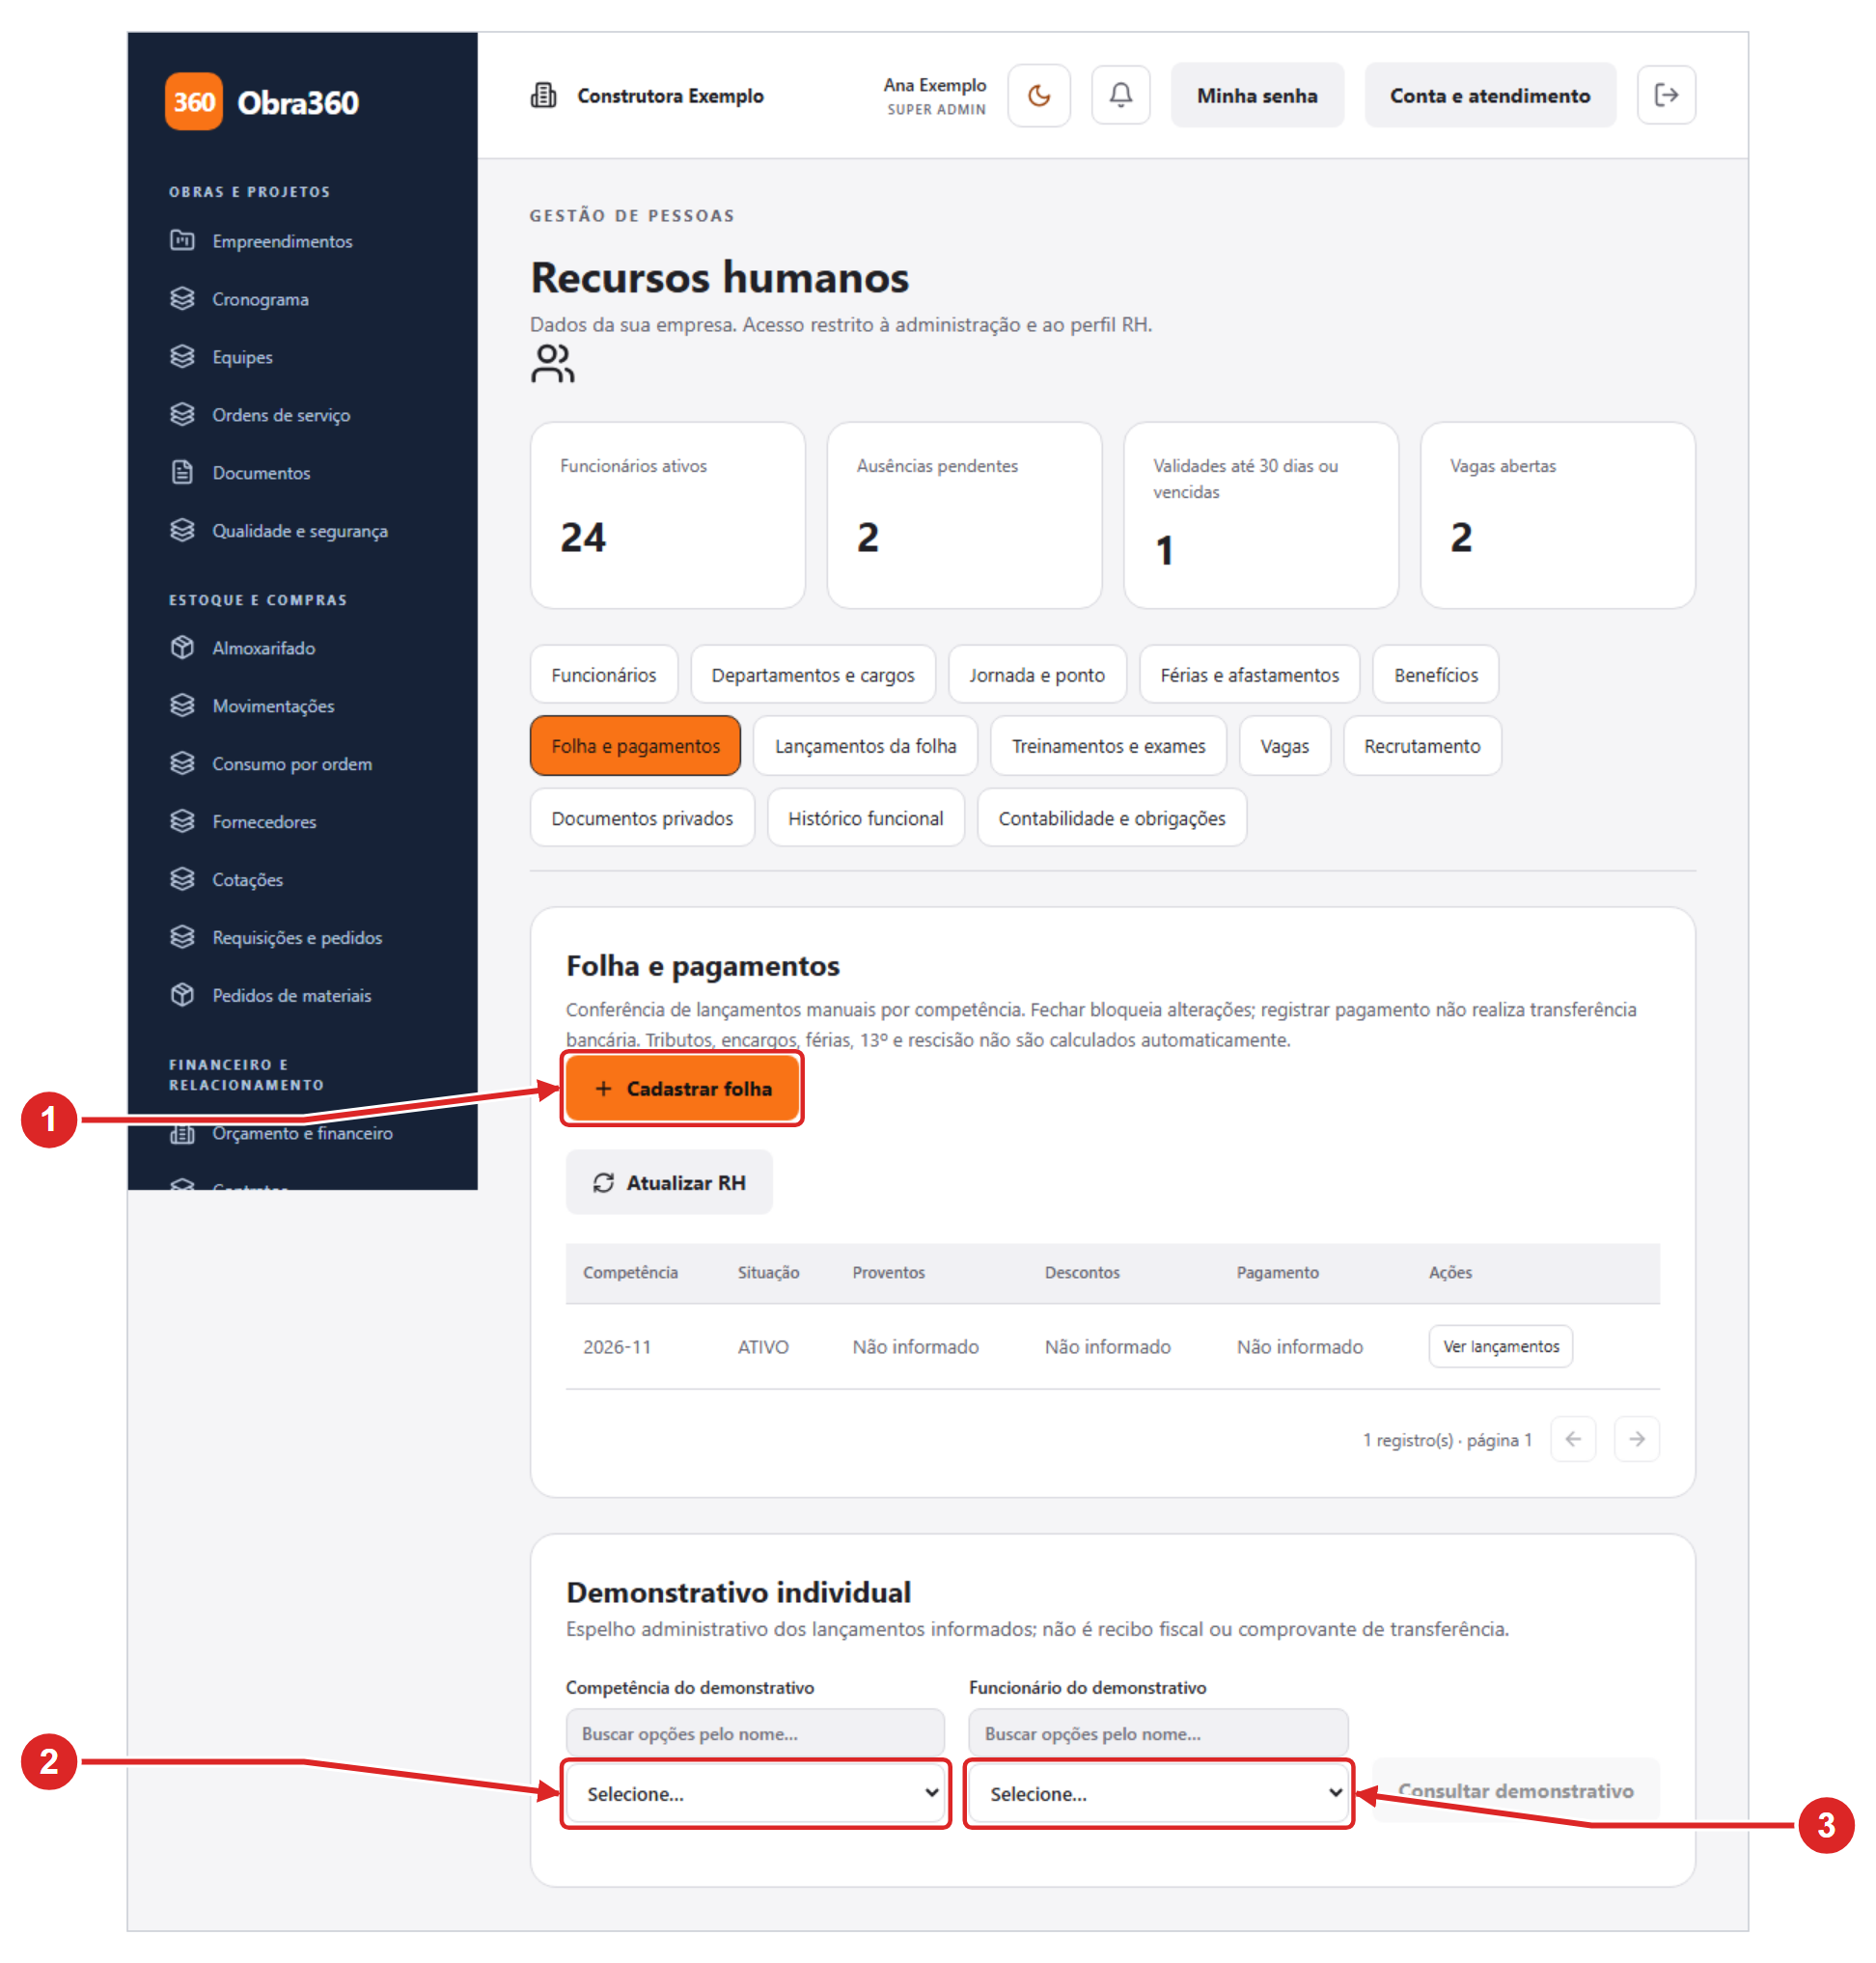 360 Obra360
Construtora Exemplo
Ana Exemplo
SUPER ADMIN
Minha senha
Conta e atendimento
OBRAS E PROJETOS
Empreendimentos
Cronograma
Equipes
Ordens de serviço
Documentos
Qualidade e segurança
ESTOQUE E COMPRAS
Almoxarifado
Movimentações
Consumo por ordem
Fornecedores
Cotações
Requisições e pedidos
Pedidos de materiais
FINANCEIRO E
RELACIONAMENTO
Orçamento e financeiro
GESTÃO DE PESSOAS
Recursos humanos
Dados da sua empresa. Acesso restrito à administração e ao perfil RH.
Funcionários ativos
24
Ausências pendentes
2
Validades até 30 dias ou
vencidas
1
Vagas abertas
2
Funcionários
Departamentos e cargos
Jornada e ponto
Férias e afastamentos
Benefícios
Folha e pagamentos
Lançamentos da folha
Treinamentos e exames
Vagas
Recrutamento
Documentos privados
Histórico funcional
Contabilidade e obrigações
Folha e pagamentos
Conferência de lançamentos manuais por competência. Fechar bloqueia alterações; registrar pagamento não realiza transferência
bancária. Tributos, encargos, férias, 13º e rescisão não são calculados automaticamente.
1
+ Cadastrar folha
Atualizar RH
Competência Situação Proventos Descontos Pagamento Ações
2026-11 ATIVO Não informado Não informado Não informado Ver lançamentos
1 registro(s) · página 1
Demonstrativo individual
Espelho administrativo dos lançamentos informados; não é recibo fiscal ou comprovante de transferência.
Competência do demonstrativo
Funcionário do demonstrativo
Buscar opções pelo nome...
Buscar opções pelo nome...
2
Selecione...
Selecione...
Consultar demonstrativo
3